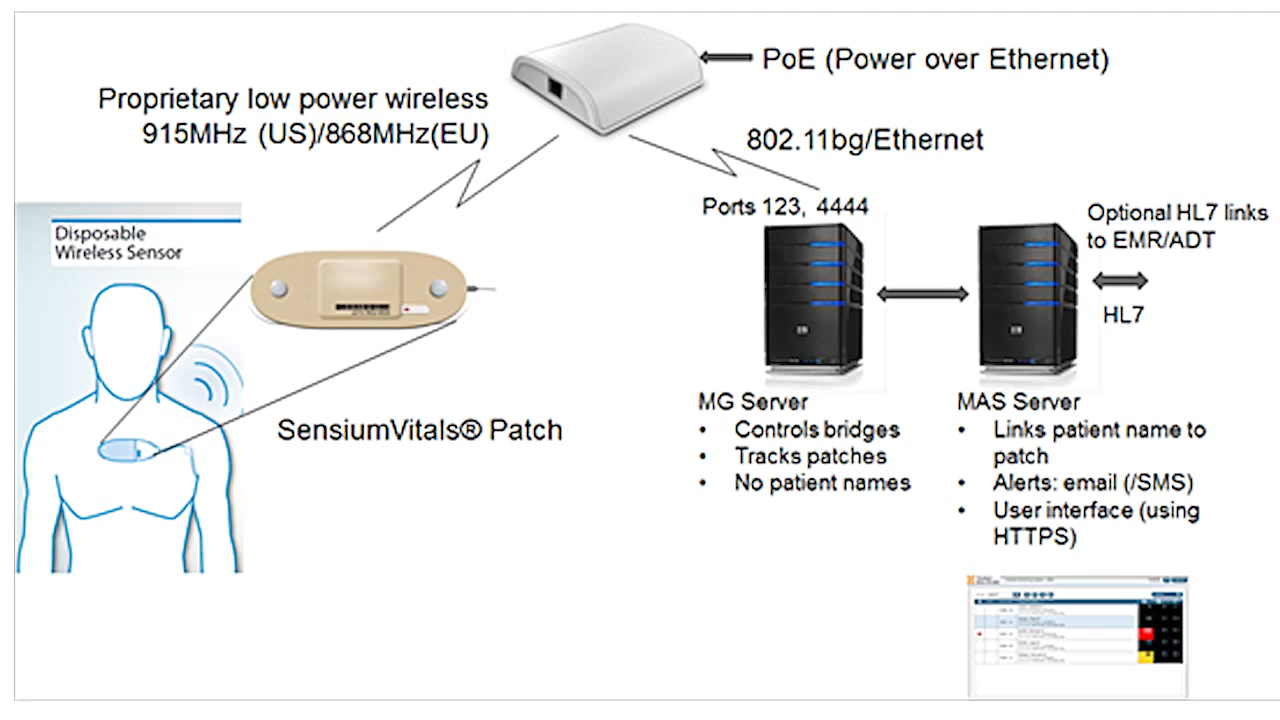 PoE (Power over Ethernet)
Proprietary low power wireless
915MHz (US)/868MHz(EU)
802.11bg/Ethernet
Ports 123, 4444
Optional HL7 links
to EMR/ADT
HL7
Disposable
Wireless Sensor
SensiumVitals® Patch
MG Server
• Controls bridges
• Tracks patches
• No patient names
MAS Server
• Links patient name to
patch
• Alerts: email (/SMS)
• User interface (using
HTTPS)